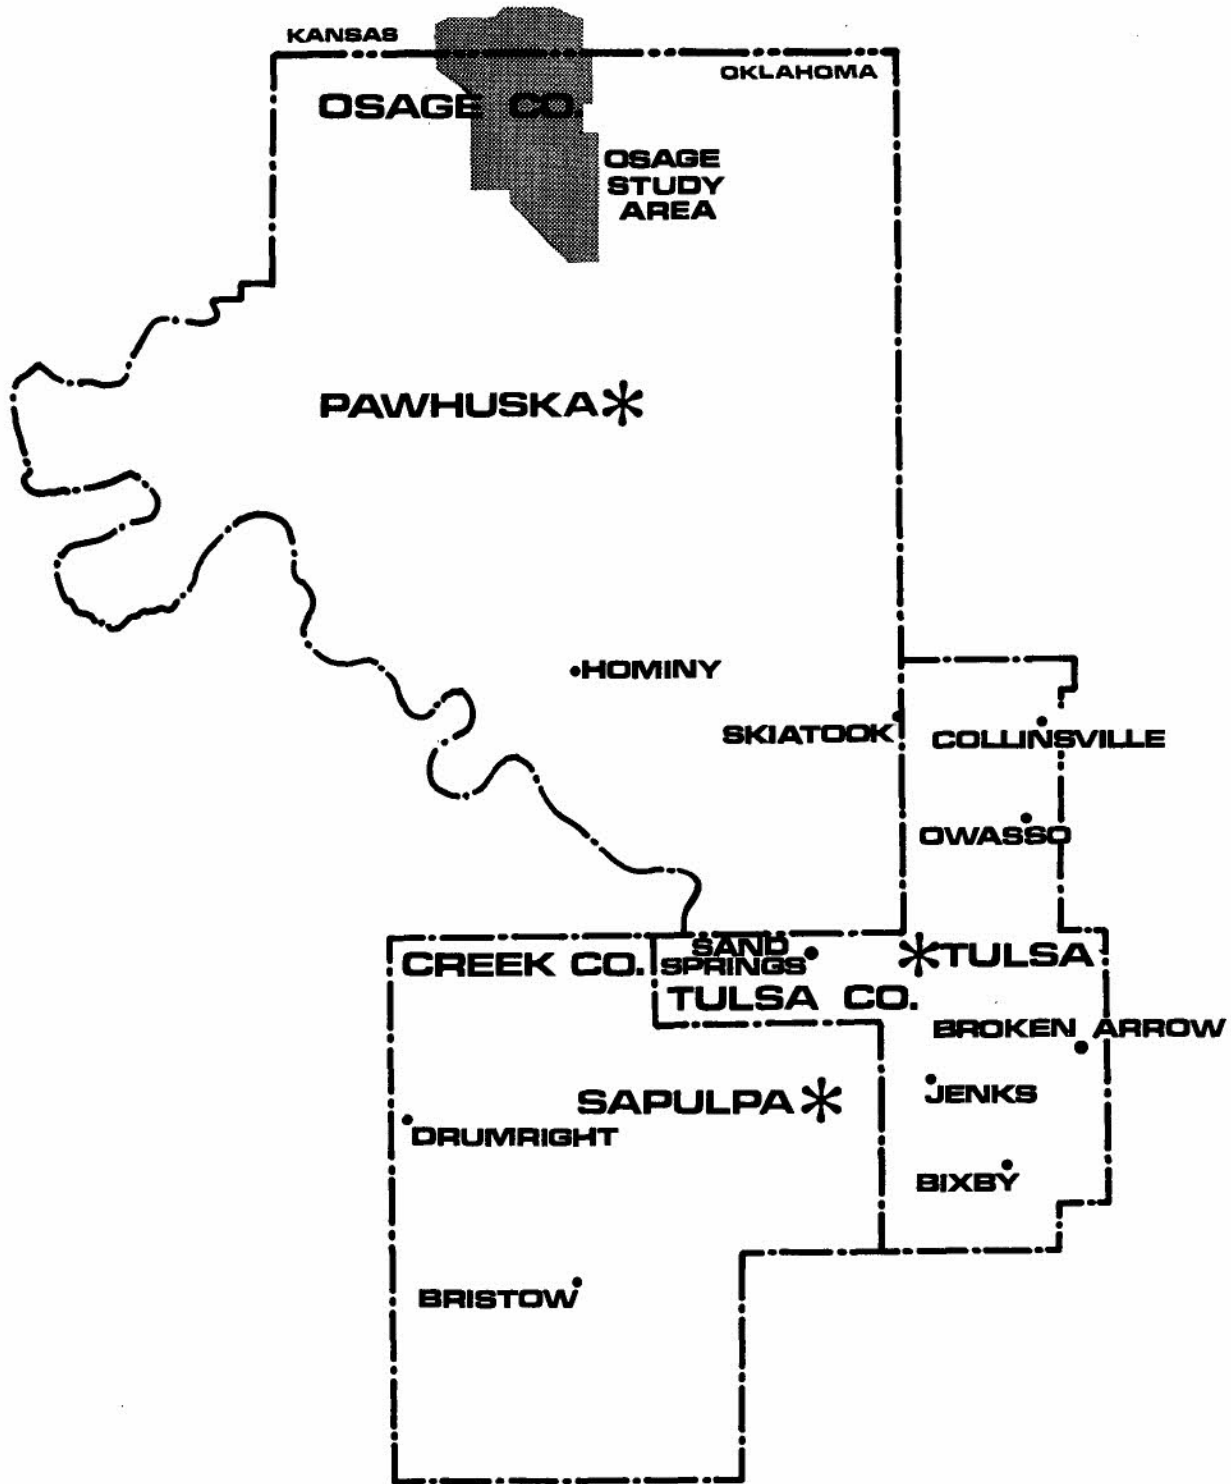 KANSAS
OKLAHOMA
OSAGE CO.
OSAGE
STUDY
AREA
PAWHUSKA
HOMINY
SKIATOOK
COLLINSVILLE
OWASSO
SAND
SPRINGS
TULSA
CREEK CO.
TULSA CO.
BROKEN ARROW
JENKS
SAPULPA
DRUMRIGHT
BIXBY
BRISTOW